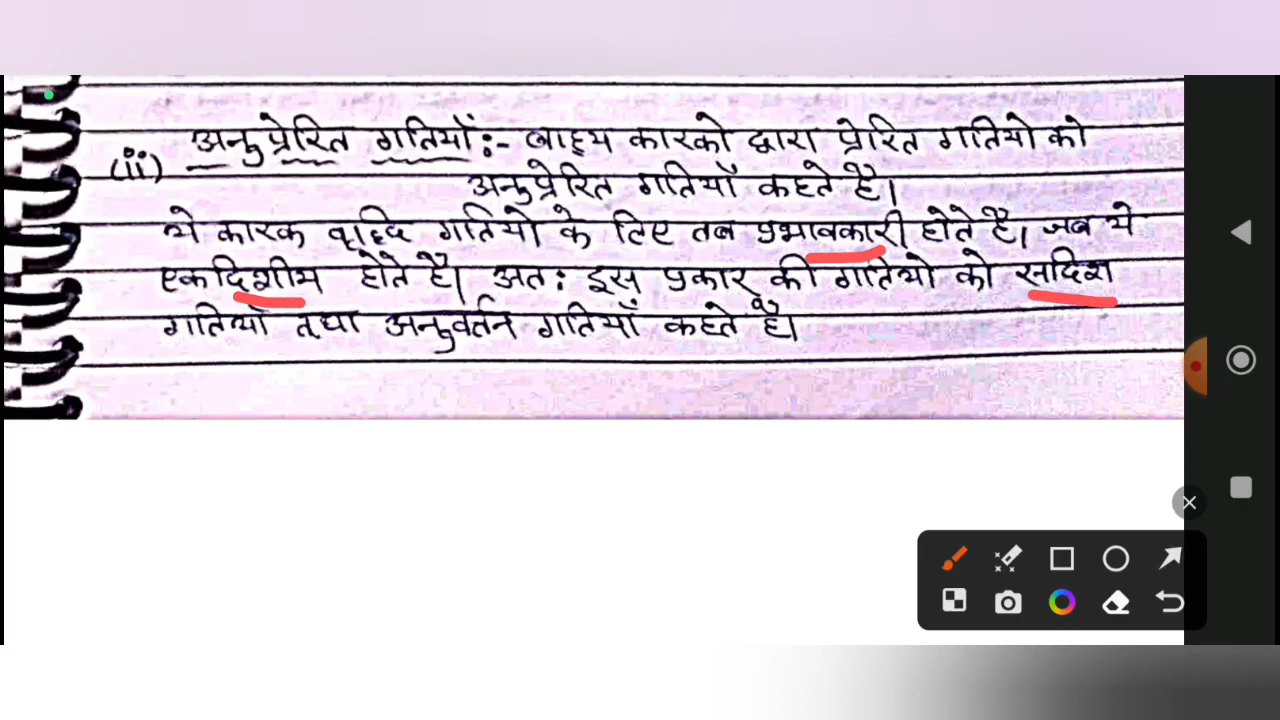 (ii) अनुप्रेरित गतियाँ:- बाह्य कारको द्वारा प्रेरित गतियो को
अनुप्रेरित गतियाँ कहते है।
ये कारक वृद्धि गतियो के लिए तब प्रभावकारी होते है। जब ये
एकदिशीय होते है। अतः इस प्रकार की गतियो को सदिश
गतियाँ तथा अनुवर्तन गतियाँ कहते है।